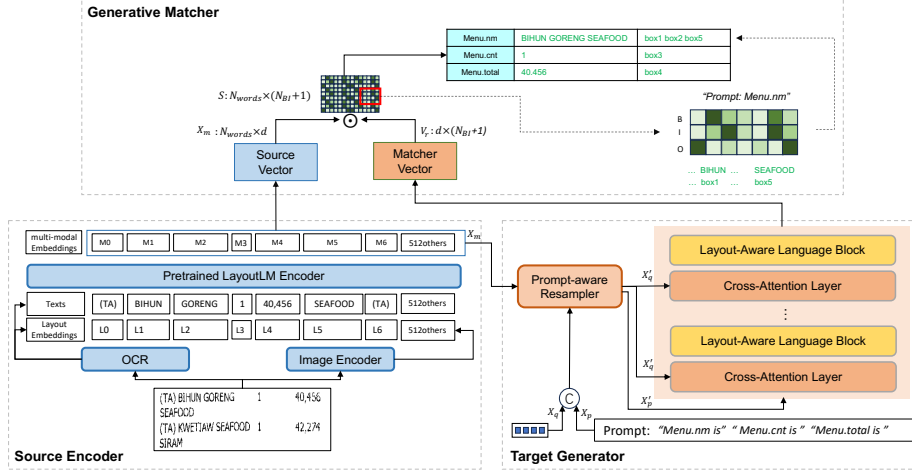 Generative Matcher
Menu.nm BIHUN GORENG SEAFOOD box1 box2 box5
Menu.cnt 1 box3
Menu.total 40.456 box4
S: N_words×(N_BI+1)
"Prompt: Menu.nm"
B
I
O
X_m : N_words×d
V_r : d×(N_BI+1)
Source Vector
Matcher Vector
... BIHUN ... SEAFOOD
... box1 ... box5
multi-modal Embeddings M0 M1 M2 M3 M4 M5 M6 512others
X_m
Pretrained LayoutLM Encoder
Texts (TA) BIHUN GORENG 1 40,456 SEAFOOD (TA) 512others
Layout Embeddings L0 L1 L2 L3 L4 L5 L6 512others
OCR
Image Encoder
(TA) BIHUN GORENG 1 40,456
SEAFOOD
(TA) KWETIAW SEAFOOD 1 42,274
SIRAM
Source Encoder
Layout-Aware Language Block
Prompt-aware Resampler
X'_q
Cross-Attention Layer
⋮
Layout-Aware Language Block
X'_q
Cross-Attention Layer
X'_p
C
X_q
X_p
Prompt: "Menu.nm is" " Menu.cnt is " "Menu.total is "
Target Generator